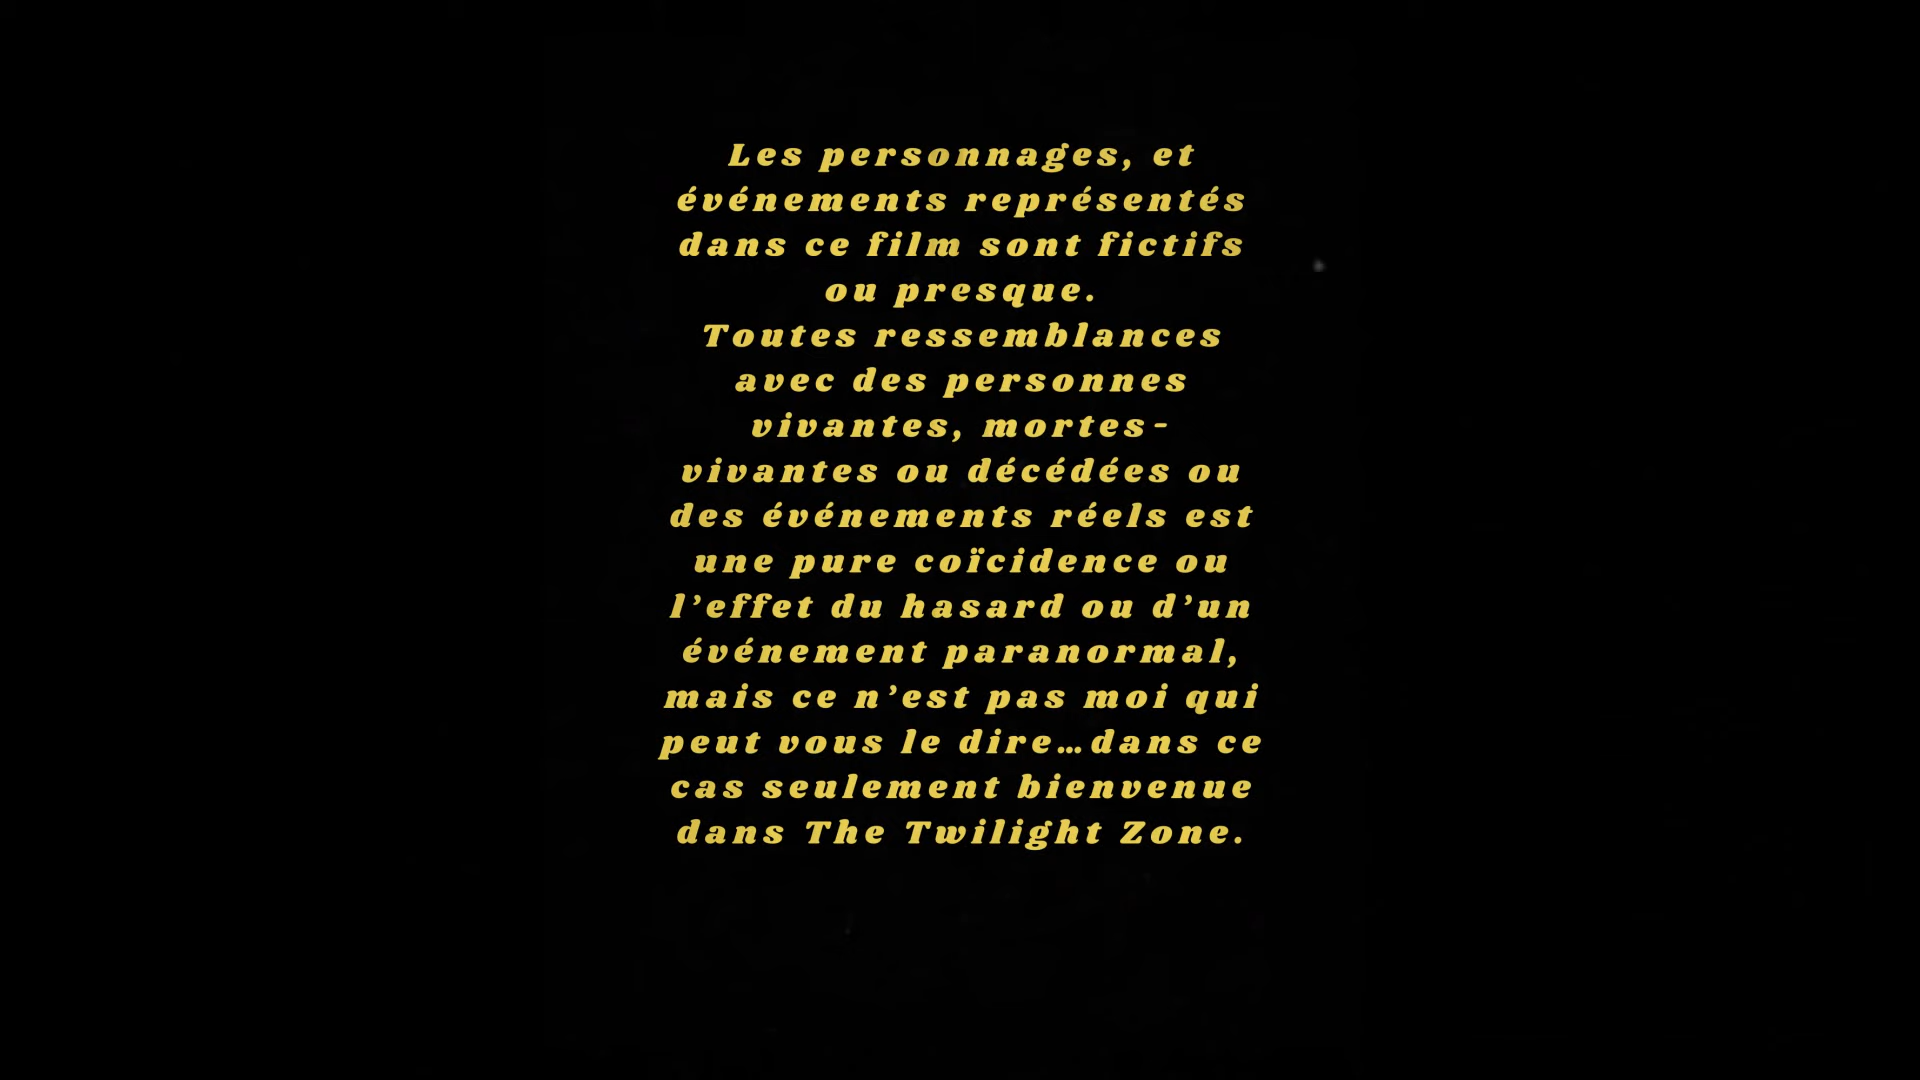 Les personnages, et
événements représentés
dans ce film sont fictifs
ou presque.
Toutes ressemblances
avec des personnes
vivantes, mortes-
vivantes ou décédées ou
des événements réels est
une pure coïcidence ou
l’effet du hasard ou d’un
événement paranormal,
mais ce n’est pas moi qui
peut vous le dire…dans ce
cas seulement bienvenue
dans The Twilight Zone.